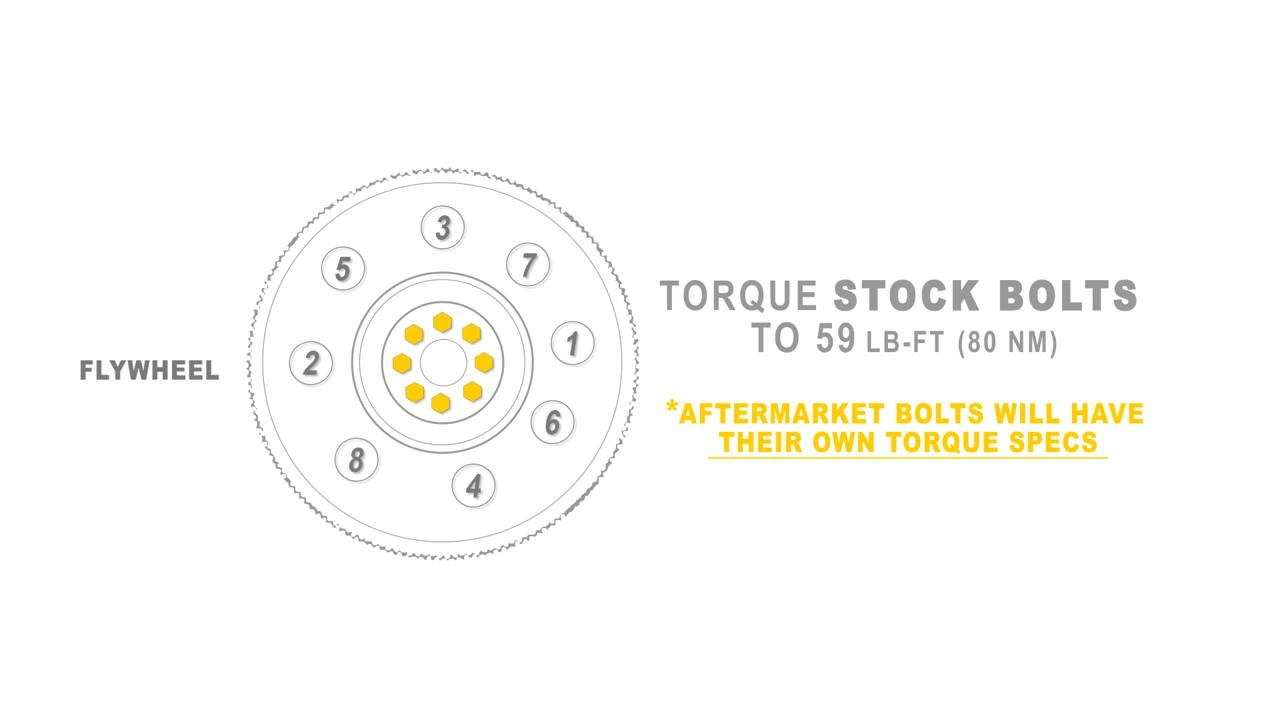 3
7
5
1
2
FLYWHEEL
6
8
4
TORQUE STOCK BOLTS
TO 59 LB-FT (80 NM)
*AFTERMARKET BOLTS WILL HAVE
THEIR OWN TORQUE SPECS